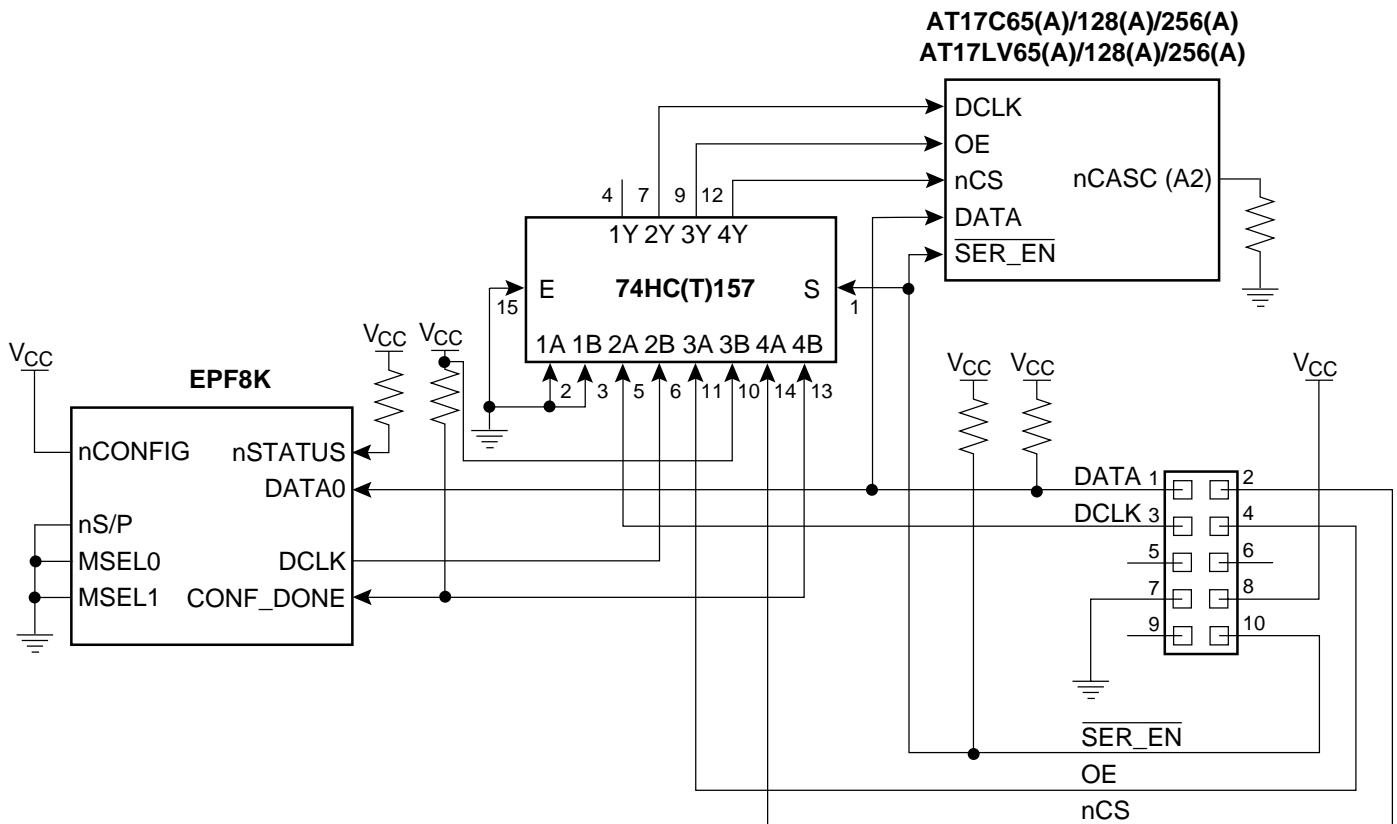 AT17C65(A)/128(A)/256(A)
AT17LV65(A)/128(A)/256(A)
DCLK
OE
nCS
DATA
SER_EN
nCASC (A2)
4 7 9 12
1Y 2Y 3Y 4Y
E 74HC(T)157 S
15 1
1A 1B 2A 2B 3A 3B 4A 4B
2 3 5 6 11 10 14 13
VCC
VCC
VCC
EPF8K
nCONFIG nSTATUS
DATA0
nS/P
MSEL0 DCLK
MSEL1 CONF_DONE
VCC VCC VCC
DATA 1 2
DCLK 3 4
5 6
7 8
9 10
SER_EN
OE
nCS